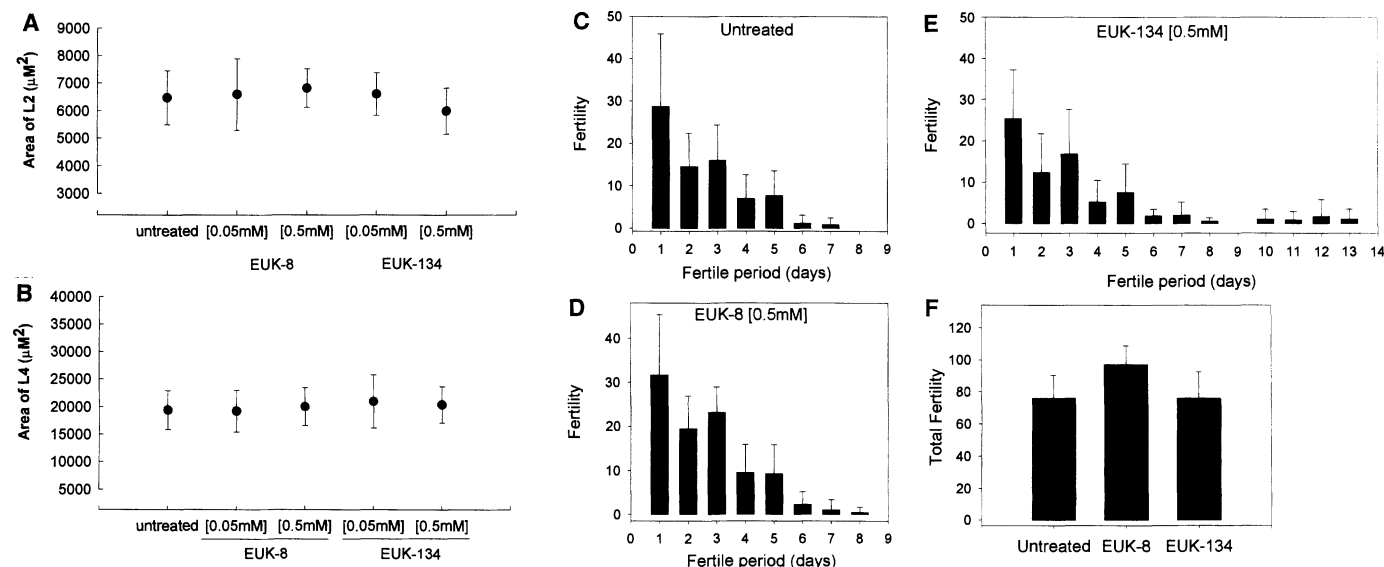 A
9000
8000
7000
6000
5000
4000
3000
Area of L2 (μM2)
untreated [0.05mM] [0.5mM] [0.05mM] [0.5mM]
EUK-8 EUK-134
B
40000
35000
30000
25000
20000
15000
10000
5000
Area of L4 (μM2)
untreated [0.05mM] [0.5mM] [0.05mM] [0.5mM]
EUK-8 EUK-134
C
Untreated
50
40
30
20
10
0
Fertility
0 1 2 3 4 5 6 7 8 9
Fertile period (days)
D
EUK-8 [0.5mM]
40
30
20
10
0
Fertility
0 1 2 3 4 5 6 7 8 9
Fertile period (days)
E
EUK-134 [0.5mM]
50
40
30
20
10
0
Fertility
0 1 2 3 4 5 6 7 8 9 10 11 12 13 14
Fertile period (days)
F
120
100
80
60
40
20
0
Total Fertility
Untreated EUK-8 EUK-134